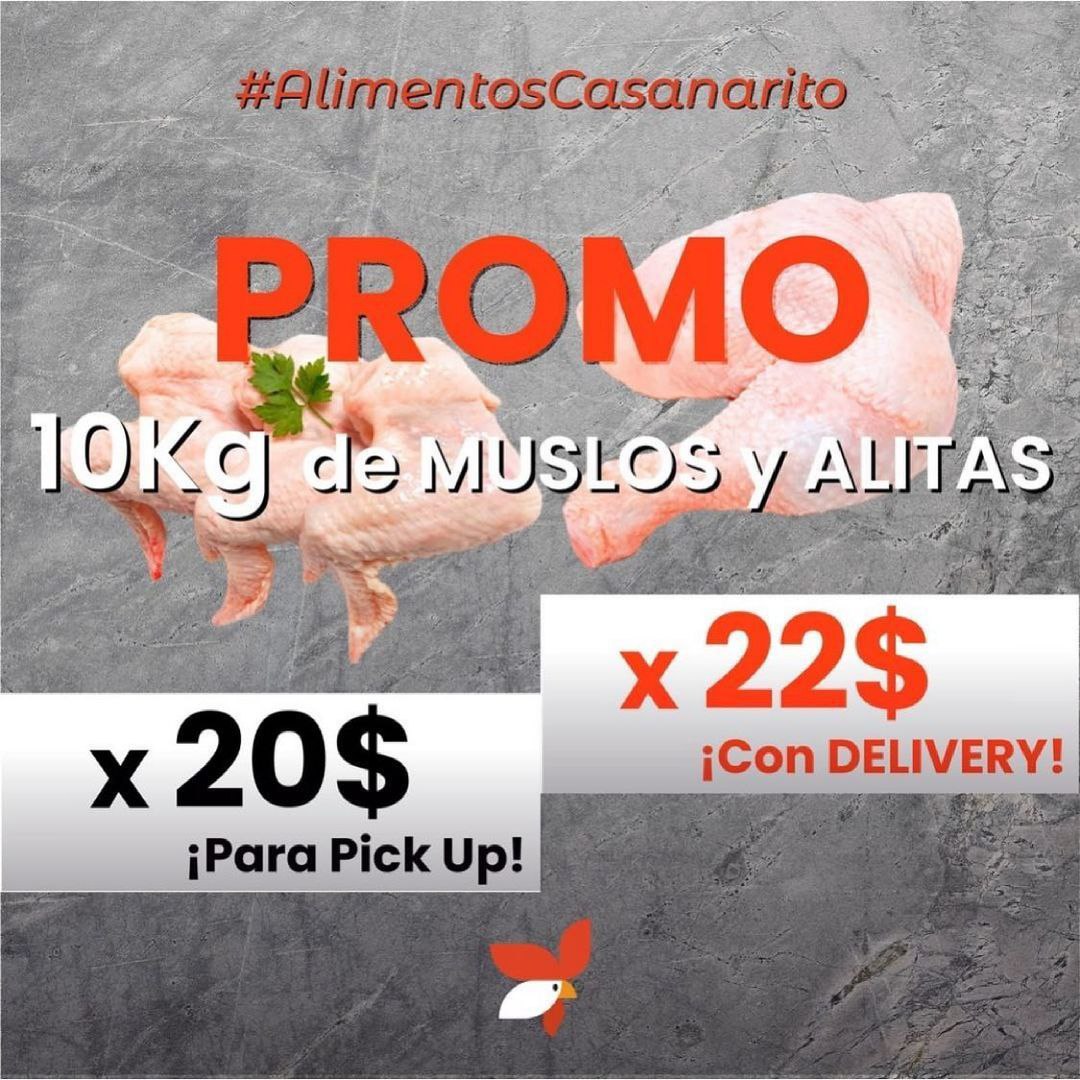 #AlimentosCasanarito
PROMO
10Kg de MUSLOS y ALITAS
x 22$
¡Con DELIVERY!
x 20$
¡Para Pick Up!